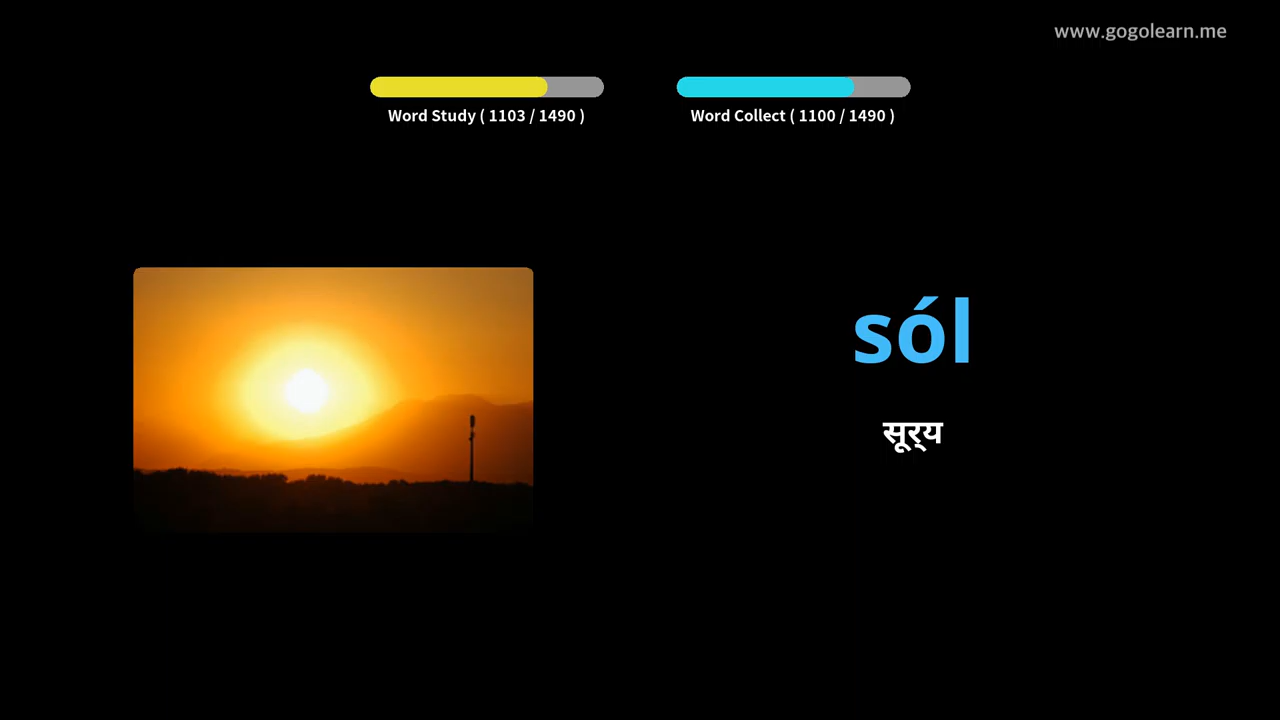 www.gogolearn.me
Word Study ( 1103 / 1490 )
Word Collect ( 1100 / 1490 )
sól
सूर्य